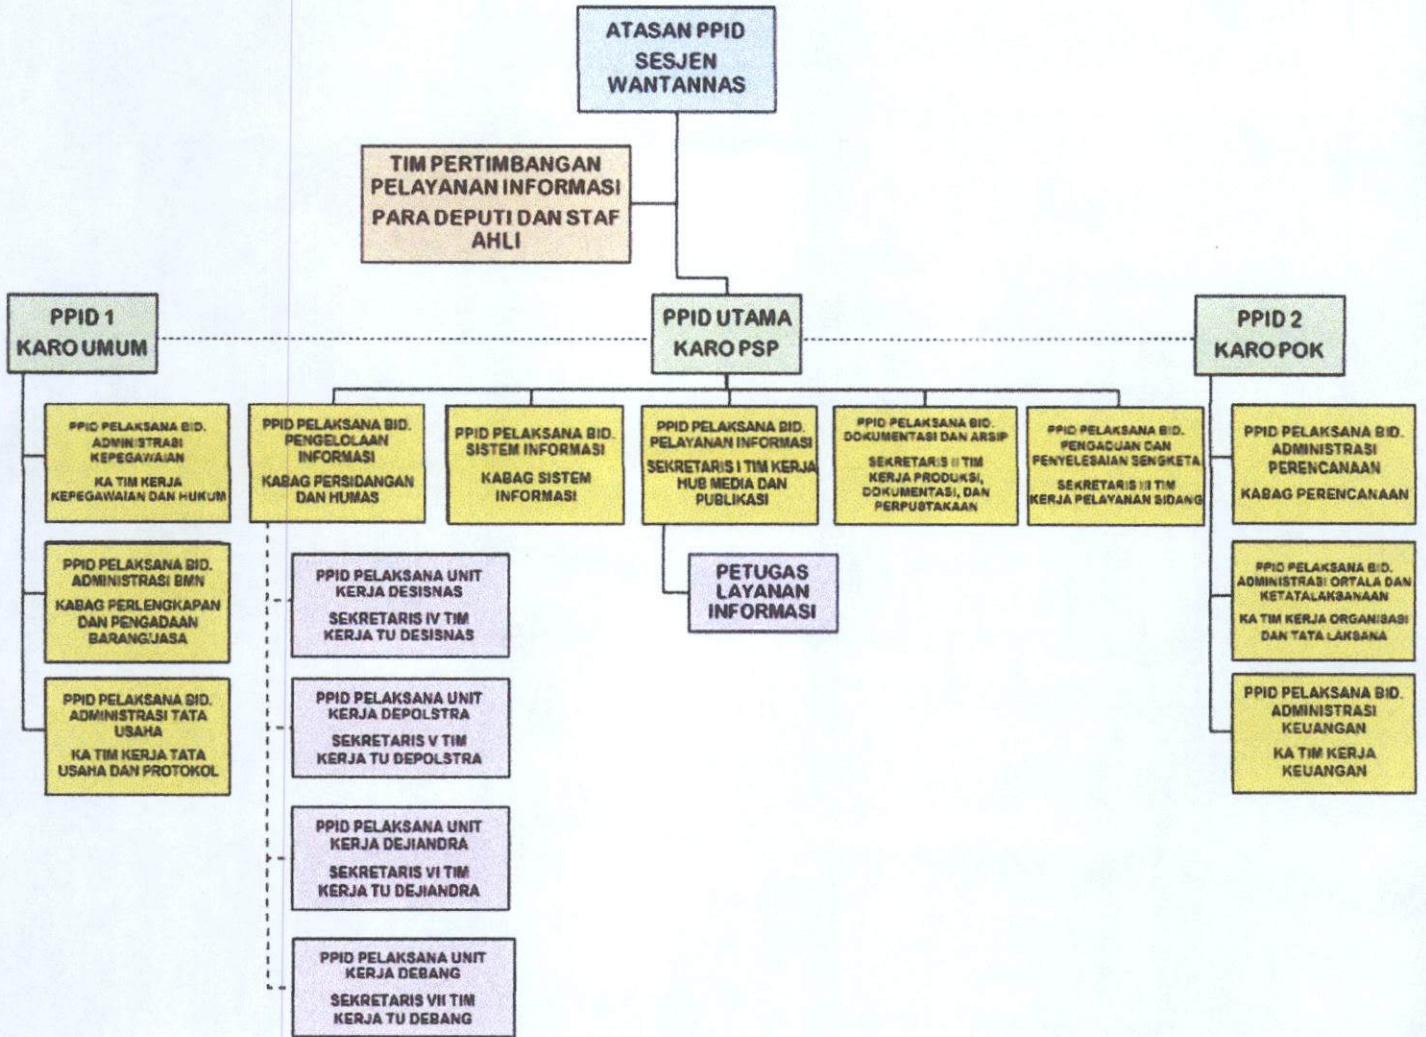 ATASAN PPID
SESJEN
WANTANNAS
TIM PERTIMBANGAN
PELAYANAN INFORMASI
PARA DEPUTI DAN STAF
AHLI
PPID 1
KARO UMUM
PPID UTAMA
KARO PSP
PPID 2
KARO POK
PPID PELAKSANA BID.
ADMINISTRASI
KEPEGAWAIAN
KA TIM KERJA
KEPEGAWAIAN DAN HUKUM
PPID PELAKSANA BID.
PENGELOLAAN
INFORMASI
KABAG PERSIDANGAN
DAN HUMAS
PPID PELAKSANA BID.
SISTEM INFORMASI
KABAG SISTEM
INFORMASI
PPID PELAKSANA BID.
PELAYANAN INFORMASI
SEKRETARIS I TIM KERJA
HUB MEDIA DAN
PUBLIKASI
PPID PELAKSANA BID.
DOKUMENTASI DAN ARSIP
SEKRETARIS II TIM
KERJA PRODUKSI,
DOKUMENTASI, DAN
PERPUSTAKAAN
PPID PELAKSANA BID.
PENGADUAN DAN
PENYELESAIAN SENGKETA
SEKRETARIS III TIM
KERJA PELAYANAN SIDANG
PPID PELAKSANA BID.
ADMINISTRASI
PERENCANAAN
KABAG PERENCANAAN
PPID PELAKSANA BID.
ADMINISTRASI BMN
KABAG PERLENGKAPAN
DAN PENGADAAN
BARANG/JASA
PPID PELAKSANA UNIT
KERJA DESISNAS
SEKRETARIS IV TIM
KERJA TU DESISNAS
PETUGAS
LAYANAN
INFORMASI
PPID PELAKSANA BID.
ADMINISTRASI ORTALA DAN
KETATALAKSANAAN
KA TIM KERJA ORGANISASI
DAN TATA LAKSANA
PPID PELAKSANA BID.
ADMINISTRASI TATA
USAHA
KA TIM KERJA TATA
USAHA DAN PROTOKOL
PPID PELAKSANA UNIT
KERJA DEPOLSTRA
SEKRETARIS V TIM
KERJA TU DEPOLSTRA
PPID PELAKSANA BID.
ADMINISTRASI
KEUANGAN
KA TIM KERJA
KEUANGAN
PPID PELAKSANA UNIT
KERJA DEJIANDRA
SEKRETARIS VI TIM
KERJA TU DEJIANDRA
PPID PELAKSANA UNIT
KERJA DEBANG
SEKRETARIS VII TIM
KERJA TU DEBANG